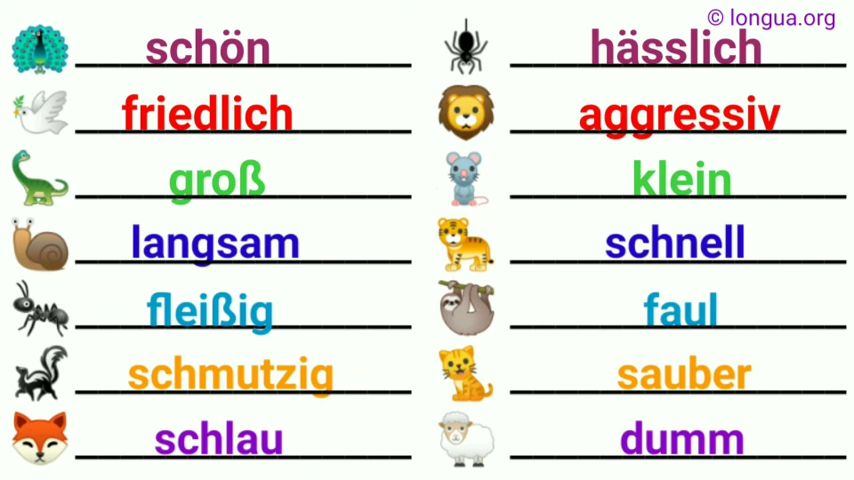 © longua.org
schön hässlich
friedlich aggressiv
groß klein
langsam schnell
fleißig faul
schmutzig sauber
schlau dumm